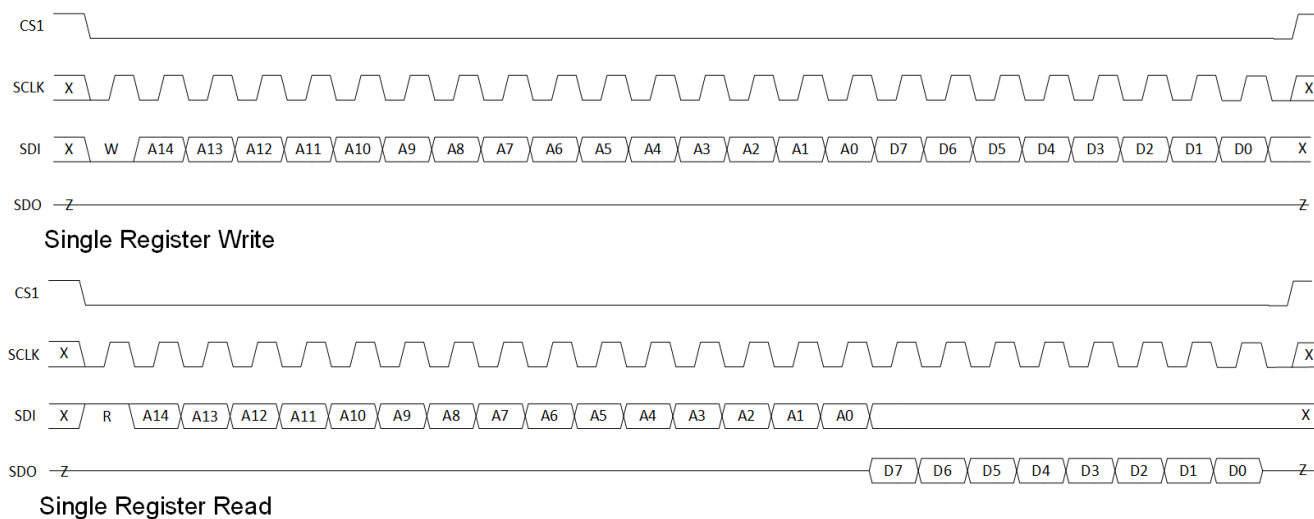 CS1
SCLK X X
SDI X W A14 A13 A12 A11 A10 A9 A8 A7 A6 A5 A4 A3 A2 A1 A0 D7 D6 D5 D4 D3 D2 D1 D0 X
SDO Z Z
Single Register Write
CS1
SCLK X X
SDI X R A14 A13 A12 A11 A10 A9 A8 A7 A6 A5 A4 A3 A2 A1 A0 X
SDO Z D7 D6 D5 D4 D3 D2 D1 D0 Z
Single Register Read